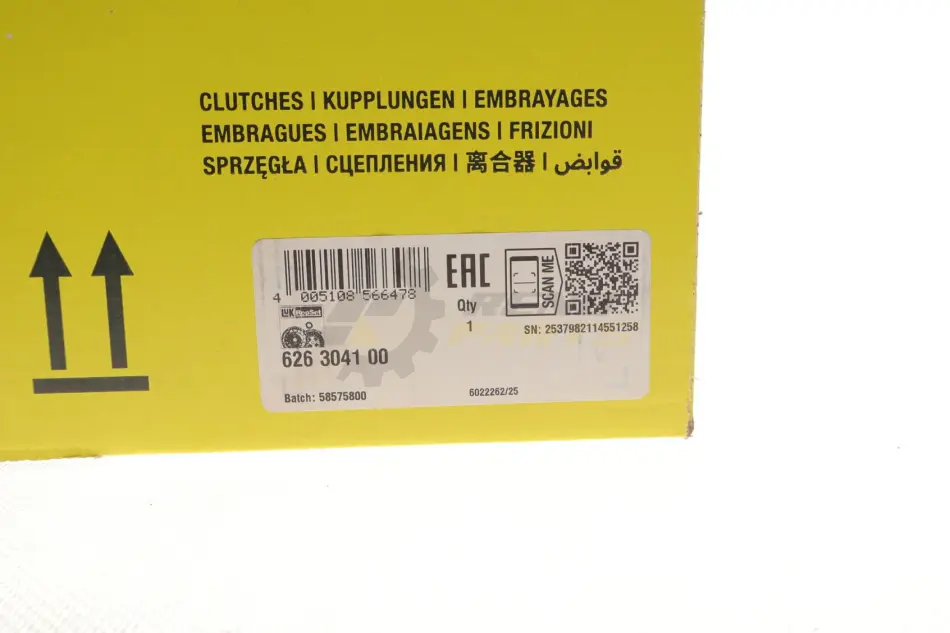 CLUTCHES | KUPPLUNGEN | EMBRAYAGES
EMBRAGUES | EMBRAIAGENS | FRIZIONI
SPRZĘGŁA | СЦЕПЛЕНИЯ | 离合器 | قوابض
4 005108 566478
EAC
SCAN ME
LuK RepSet
Qty
1
SN: 2537982114551258
626 3041 00
Batch: 58575800
6022262/25